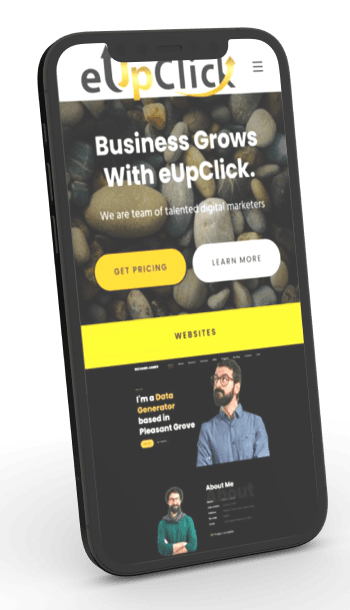 eUpClick
Business Grows
With eUpClick.
We are team of talented digital marketers
GET PRICING
LEARN MORE
WEBSITES
I'm a Data
Generator
based in
Pleasant Grove
About Me
About